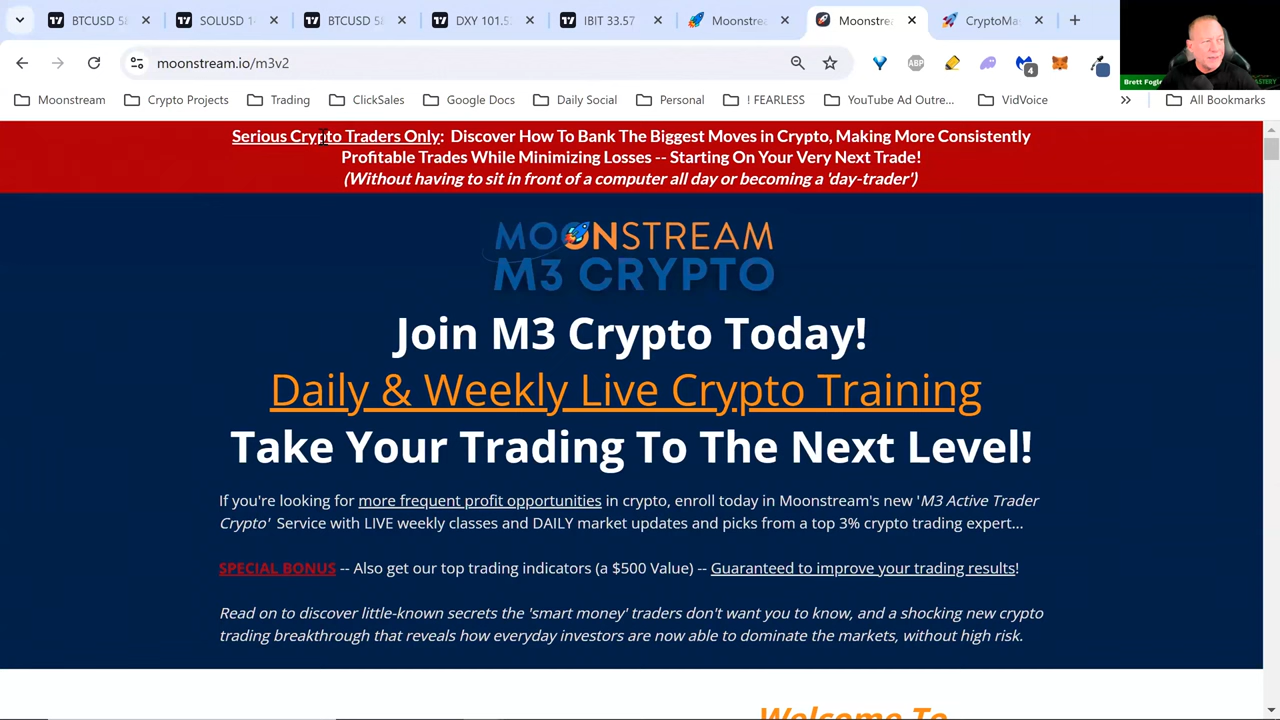 BTCUSD 58
SOLUSD 1
BTCUSD 58
DXY 101.5
IBIT 33.57
Moonstrea
Moonstrea
CryptoMa
moonstream.io/m3v2
ABP
4
Brett Fogle
Moonstream
Crypto Projects
Trading
ClickSales
Google Docs
Daily Social
Personal
! FEARLESS
YouTube Ad Outre...
VidVoice
All Bookmarks
Serious Crypto Traders Only: Discover How To Bank The Biggest Moves in Crypto, Making More Consistently
Profitable Trades While Minimizing Losses -- Starting On Your Very Next Trade!
(Without having to sit in front of a computer all day or becoming a 'day-trader')
MOONSTREAM
M3 CRYPTO
Join M3 Crypto Today!
Daily & Weekly Live Crypto Training
Take Your Trading To The Next Level!
If you're looking for more frequent profit opportunities in crypto, enroll today in Moonstream's new 'M3 Active Trader
Crypto' Service with LIVE weekly classes and DAILY market updates and picks from a top 3% crypto trading expert...
SPECIAL BONUS -- Also get our top trading indicators (a $500 Value) -- Guaranteed to improve your trading results!
Read on to discover little-known secrets the 'smart money' traders don't want you to know, and a shocking new crypto
trading breakthrough that reveals how everyday investors are now able to dominate the markets, without high risk.
Welcome To